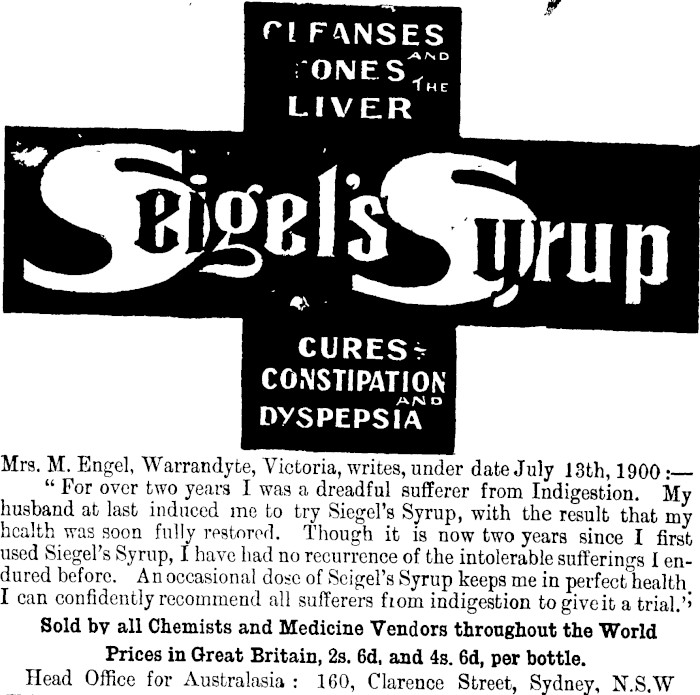 CLEANSES
AND
TONES THE
LIVER
Seigel's Syrup
CURES
CONSTIPATION
AND
DYSPEPSIA
Mrs. M. Engel, Warrandyte, Victoria, writes, under date July 13th, 1900 :—
“ For over two years I was a dreadful sufferer from Indigestion. My
husband at last induced me to try Siegel's Syrup, with the result that my
health was soon fully restored. Though it is now two years since I first
used Siegel's Syrup, I have had no recurrence of the intolerable sufferings I en-
dured before. An occasional dose of Seigel's Syrup keeps me in perfect health.
I can confidently recommend all sufferers from indigestion to give it a trial.”
Sold by all Chemists and Medicine Vendors throughout the World
Prices in Great Britain, 2s. 6d, and 4s. 6d, per bottle.
Head Office for Australasia : 160, Clarence Street, Sydney, N.S.W